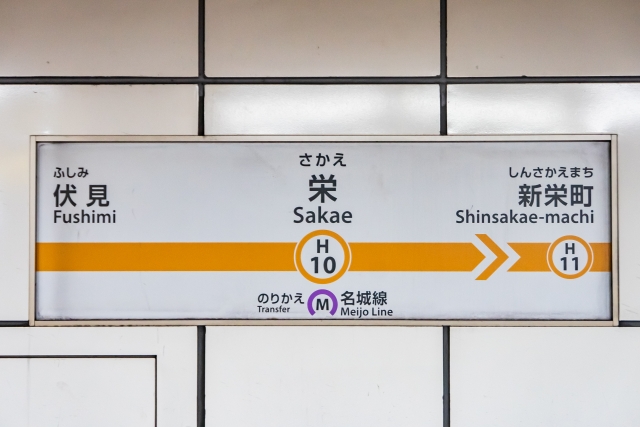 ふしみ
伏見
Fushimi
さかえ
栄
Sakae
しんさかえまち
新栄町
Shinsakae-machi
H
10
H
11
のりかえ
Transfer
M
名城線
Meijo Line